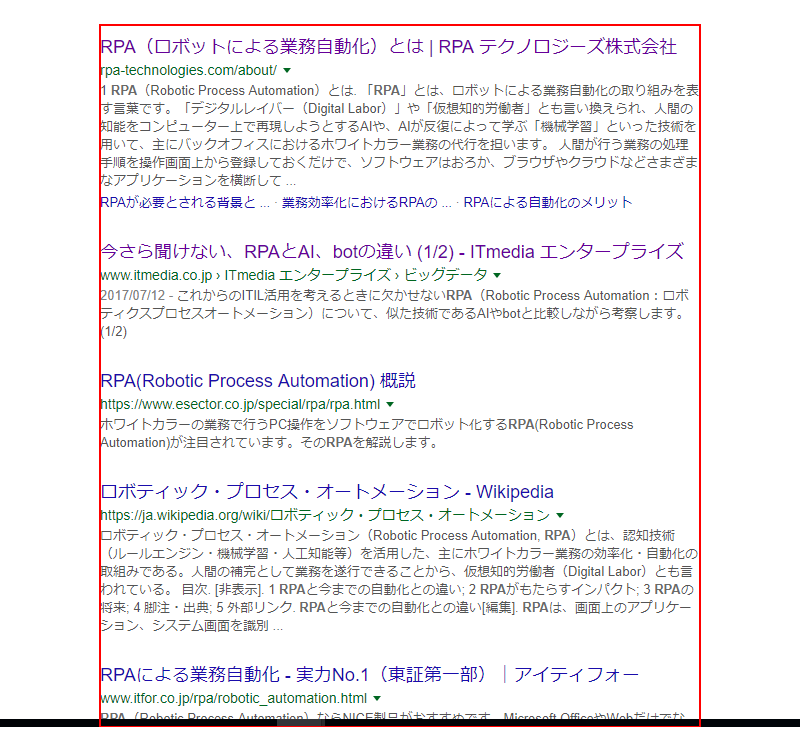 RPA（ロボットによる業務自動化）とは | RPA テクノロジーズ株式会社
rpa-technologies.com/about/
1 RPA（Robotic Process Automation）とは. 「RPA」とは、ロボットによる業務自動化の取り組みを表
す言葉です。「デジタルレイバー（Digital Labor）」や「仮想知的労働者」とも言い換えられ、人間の
知能をコンピューター上で再現しようとするAIや、AIが反復によって学ぶ「機械学習」といった技術を
用いて、主にバックオフィスにおけるホワイトカラー業務の代行を担います。 人間が行う業務の処理
手順を操作画面上から登録しておくだけで、ソフトウェアはおろか、ブラウザやクラウドなどさまざま
なアプリケーションを横断して ...
RPAが必要とされる背景と ... · 業務効率化におけるRPAの ... · RPAによる自動化のメリット
今さら聞けない、RPAとAI、botの違い (1/2) - ITmedia エンタープライズ
www.itmedia.co.jp › ITmedia エンタープライズ › ビッグデータ
2017/07/12 - これからのITIL活用を考えるときに欠かせないRPA（Robotic Process Automation：ロボ
ティクスプロセスオートメーション）について、似た技術であるAIやbotと比較しながら考察します。
(1/2)
RPA(Robotic Process Automation) 概説
https://www.esector.co.jp/special/rpa/rpa.html
ホワイトカラーの業務で行うPC操作をソフトウェアでロボット化するRPA(Robotic Process
Automation)が注目されています。そのRPAを解説します。
ロボティック・プロセス・オートメーション - Wikipedia
https://ja.wikipedia.org/wiki/ロボティック・プロセス・オートメーション
ロボティック・プロセス・オートメーション（Robotic Process Automation, RPA）とは、認知技術
（ルールエンジン・機械学習・人工知能等）を活用した、主にホワイトカラー業務の効率化・自動化の
取組みである。人間の補完として業務を遂行できることから、仮想知的労働者（Digital Labor）とも言
われている。 目次. [非表示]. 1 RPAと今までの自動化との違い; 2 RPAがもたらすインパクト; 3 RPAの
将来; 4 脚注・出典; 5 外部リンク. RPAと今までの自動化との違い[編集]. RPAは、画面上のアプリケー
ション、システム画面を識別 ...
RPAによる業務自動化 - 実力No.1（東証第一部）｜アイティフォー
www.itfor.co.jp/rpa/robotic_automation.html
RPA（Robotic Process Automation）ならNICE製品がおすすめです。Microsoft OfficeやWebだけでな